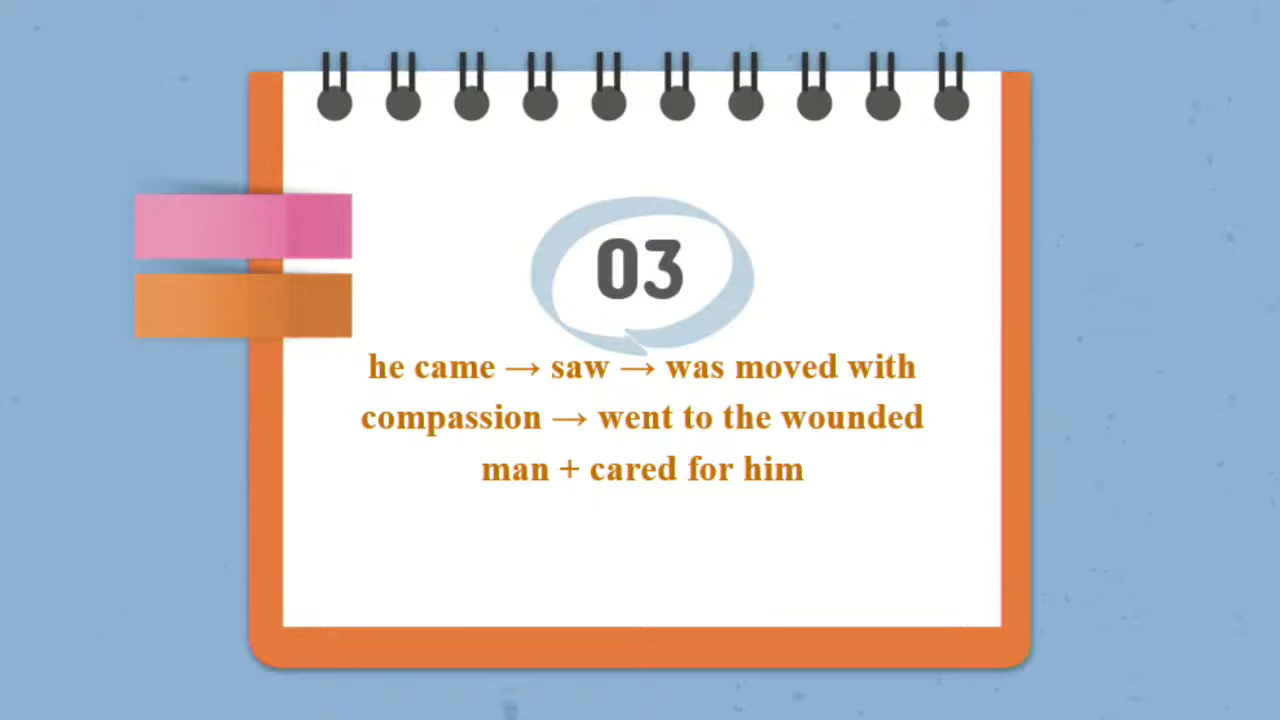 03
he came → saw → was moved with
compassion → went to the wounded
man + cared for him